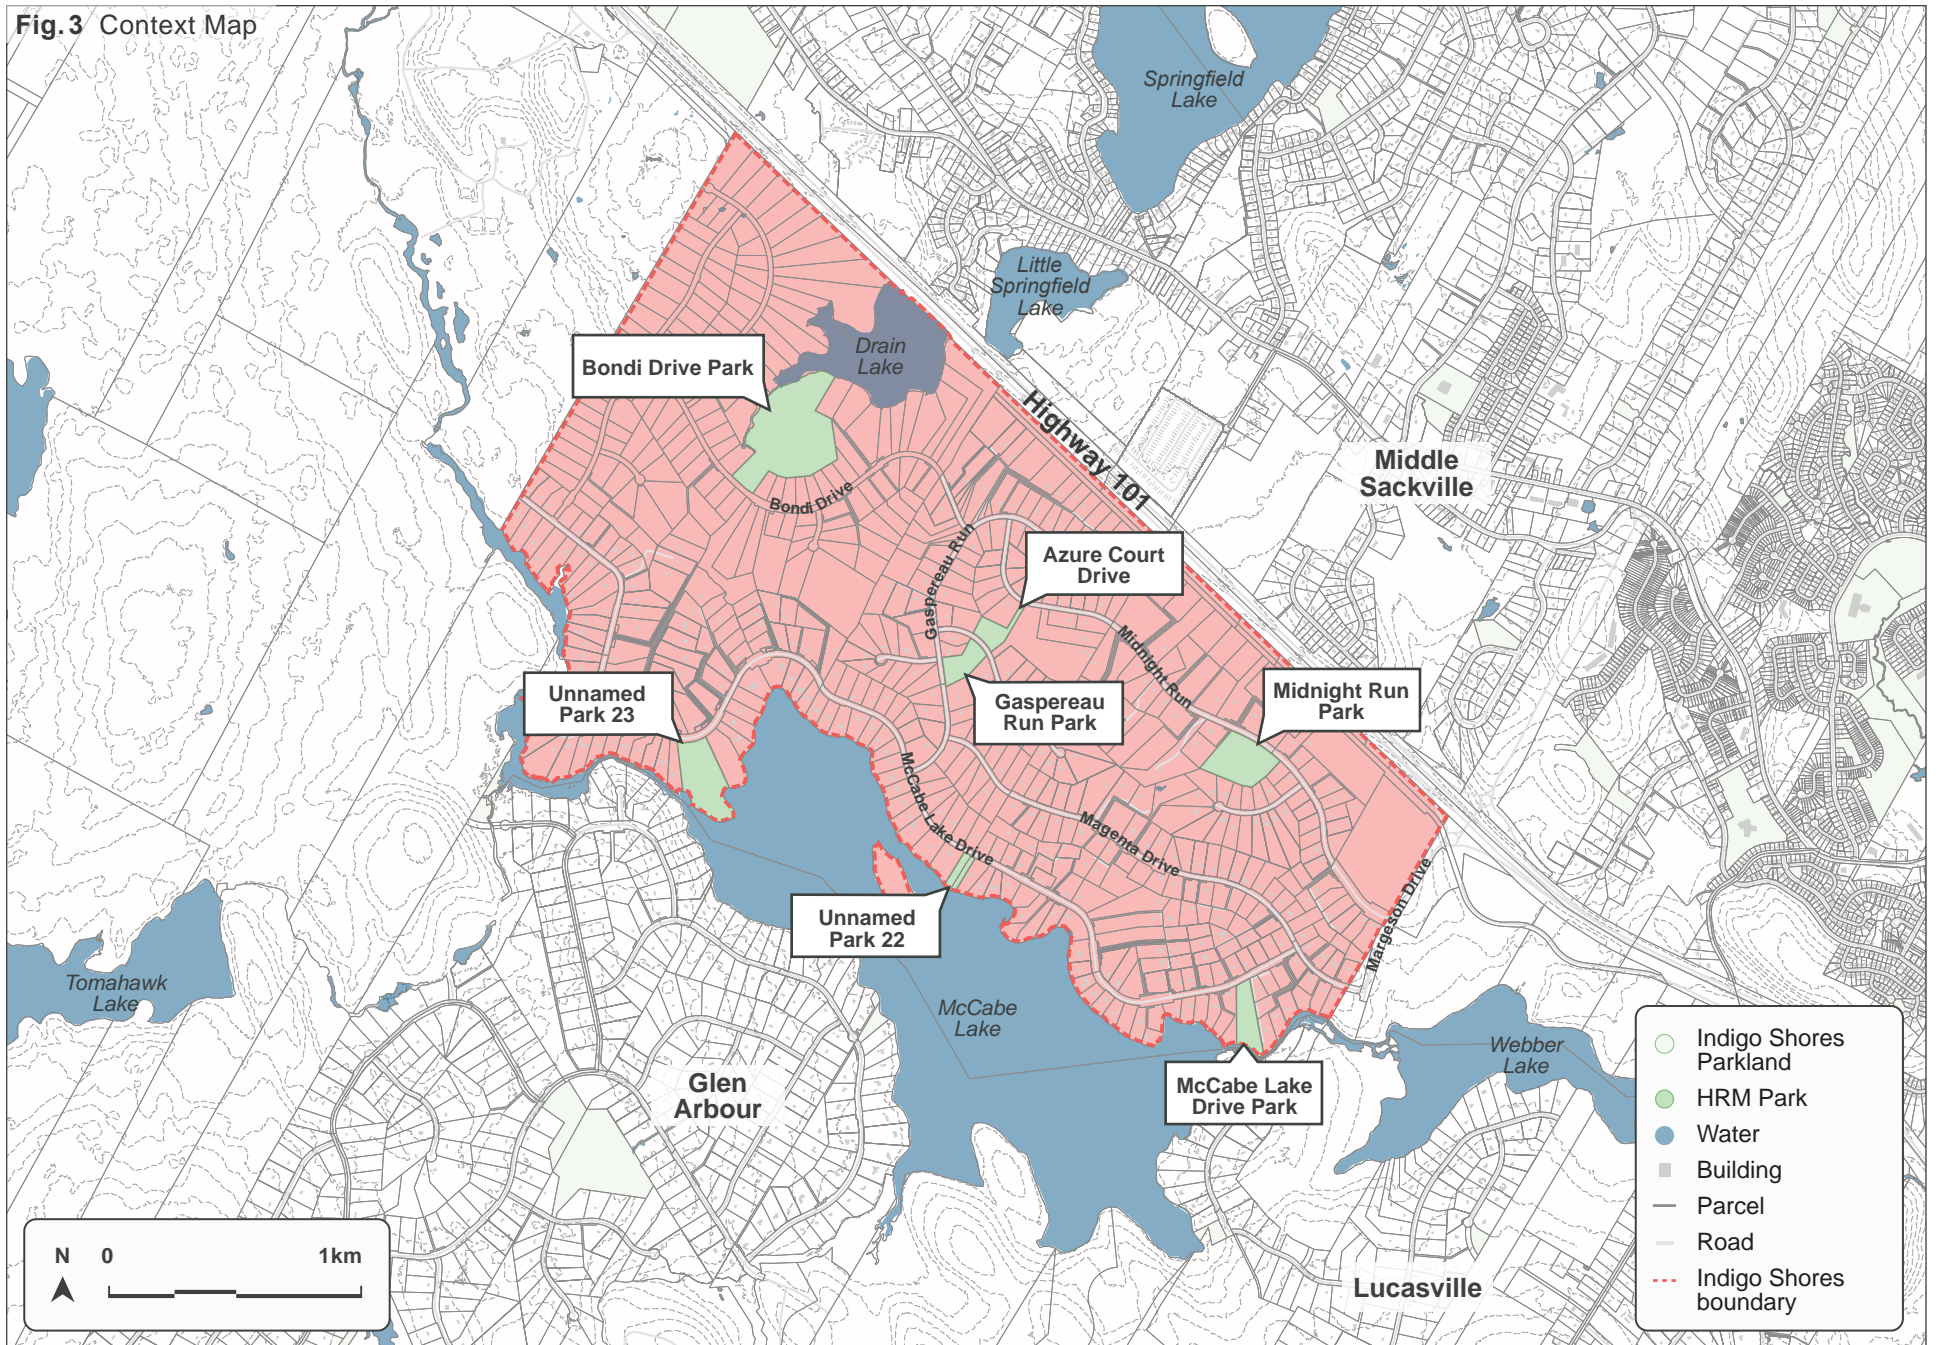 Fig.3 Context Map
Springfield
Lake
Little
Springfield
Lake
Drain
Lake
Bondi Drive Park
Highway 101
Middle
Sackville
Bondi Drive
Gaspereau Run
Azure Court
Drive
Midnight Run
Unnamed
Park 23
Gaspereau
Run Park
Midnight Run
Park
McCabe Lake Drive
Magenta Drive
Margeson Drive
Unnamed
Park 22
Tomahawk
Lake
McCabe
Lake
Webber
Lake
Glen
Arbour
McCabe Lake
Drive Park
Lucasville
Indigo Shores
Parkland
HRM Park
Water
Building
Parcel
Road
Indigo Shores
boundary
N 0 1km